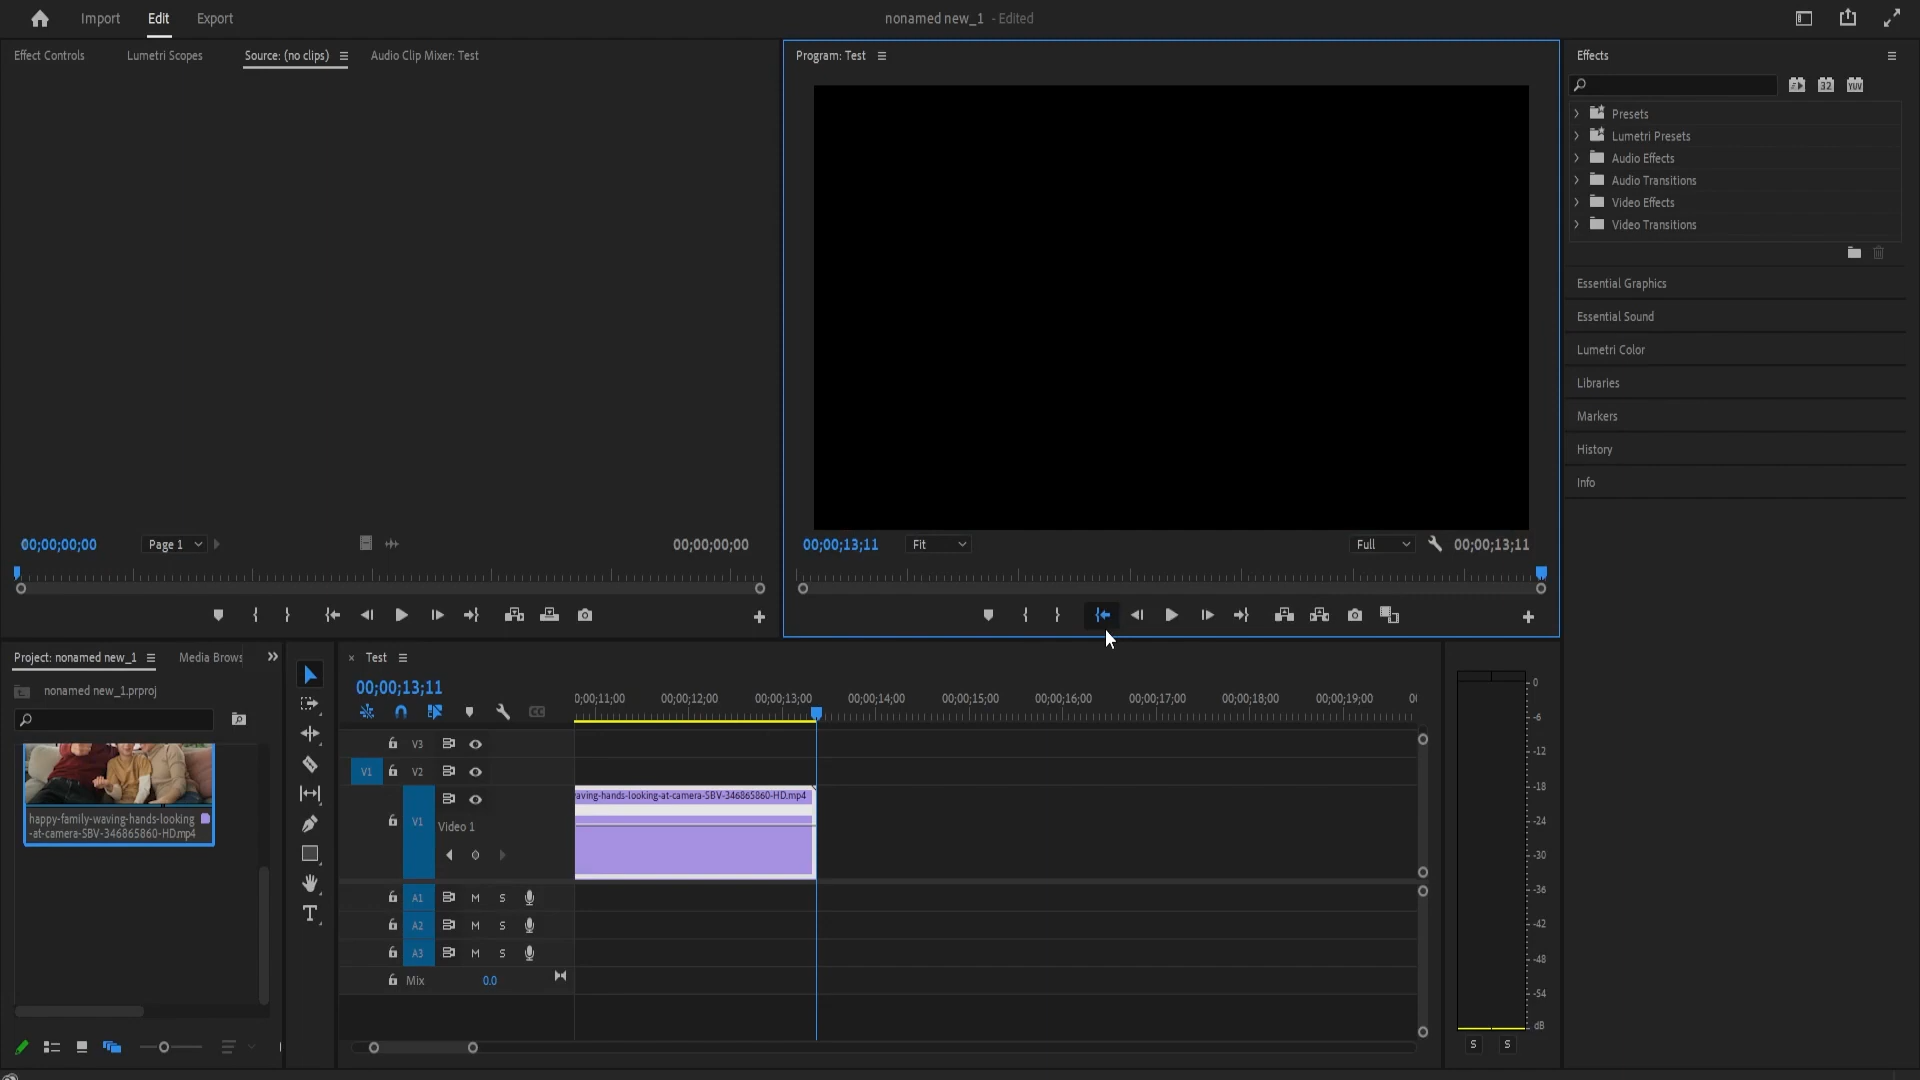 Import
Edit
Export
nonamed new_1 - Edited
Effect Controls
Lumetri Scopes
Source: (no clips)
Audio Clip Mixer: Test
Program: Test
Effects
32
YUV
Presets
Lumetri Presets
Audio Effects
Audio Transitions
Video Effects
Video Transitions
Essential Graphics
Essential Sound
Lumetri Color
Libraries
Markers
History
Info
00;00;00;00
Page 1
00;00;00;00
00;00;13;11
Fit
Full
00;00;13;11
Project: nonamed new_1
Media Brows
nonamed new_1.prproj
happy-family-waving-hands-looking
-at-camera-SBV-346865860-HD.mp4
× Test
00;00;13;11
0;00;11;00
00;00;12;00
00;00;13;00
00;00;14;00
00;00;15;00
00;00;16;00
00;00;17;00
00;00;18;00
00;00;19;00
V3
V1
V2
V1
Video 1
aving-hands-looking-at-camera-SBV-346865860-HD.mp4
A1 M S
A2 M S
A3 M S
Mix 0.0
0
-6
-12
-18
-24
-30
-36
-42
-48
-54
dB
S S